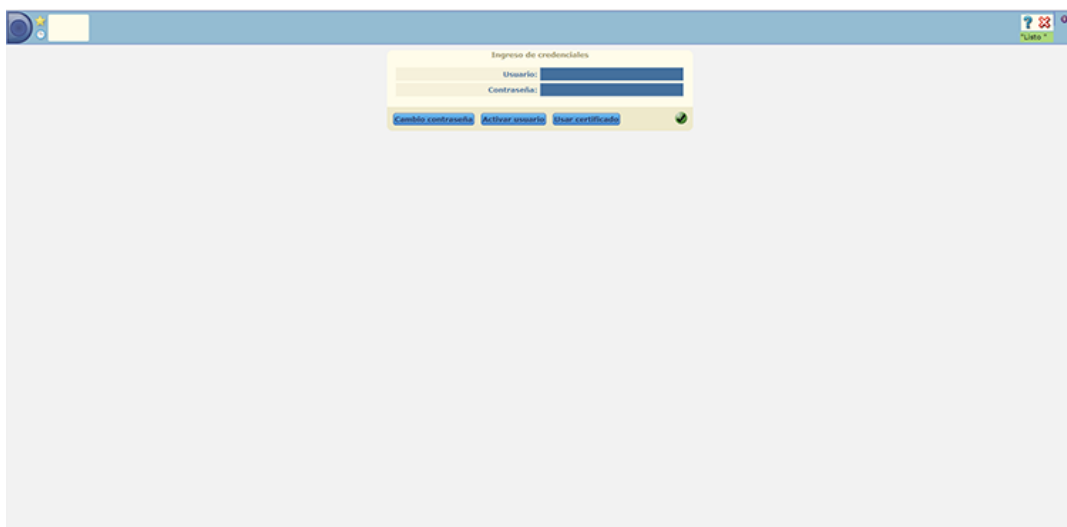 ?
"Listo "
Ingreso de credenciales
Usuario:
Contraseña:
Cambio contraseña Activar usuario Usar certificado